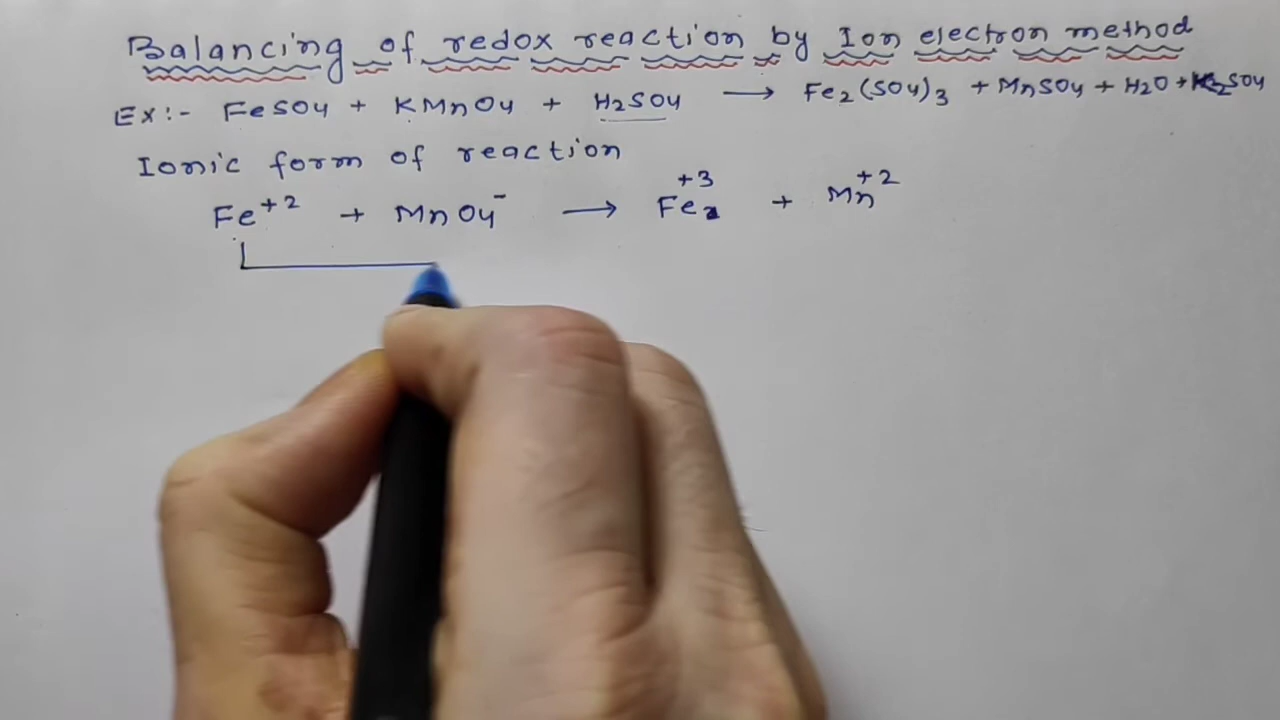 Balancing of redox reaction by Ion electron method
Ex:- FeSO4 + KMnO4 + H2SO4 → Fe2(SO4)3 + MnSO4 + H2O + K2SO4
Ionic form of reaction
Fe+2 + MnO4- → Fe2+3 + Mn+2